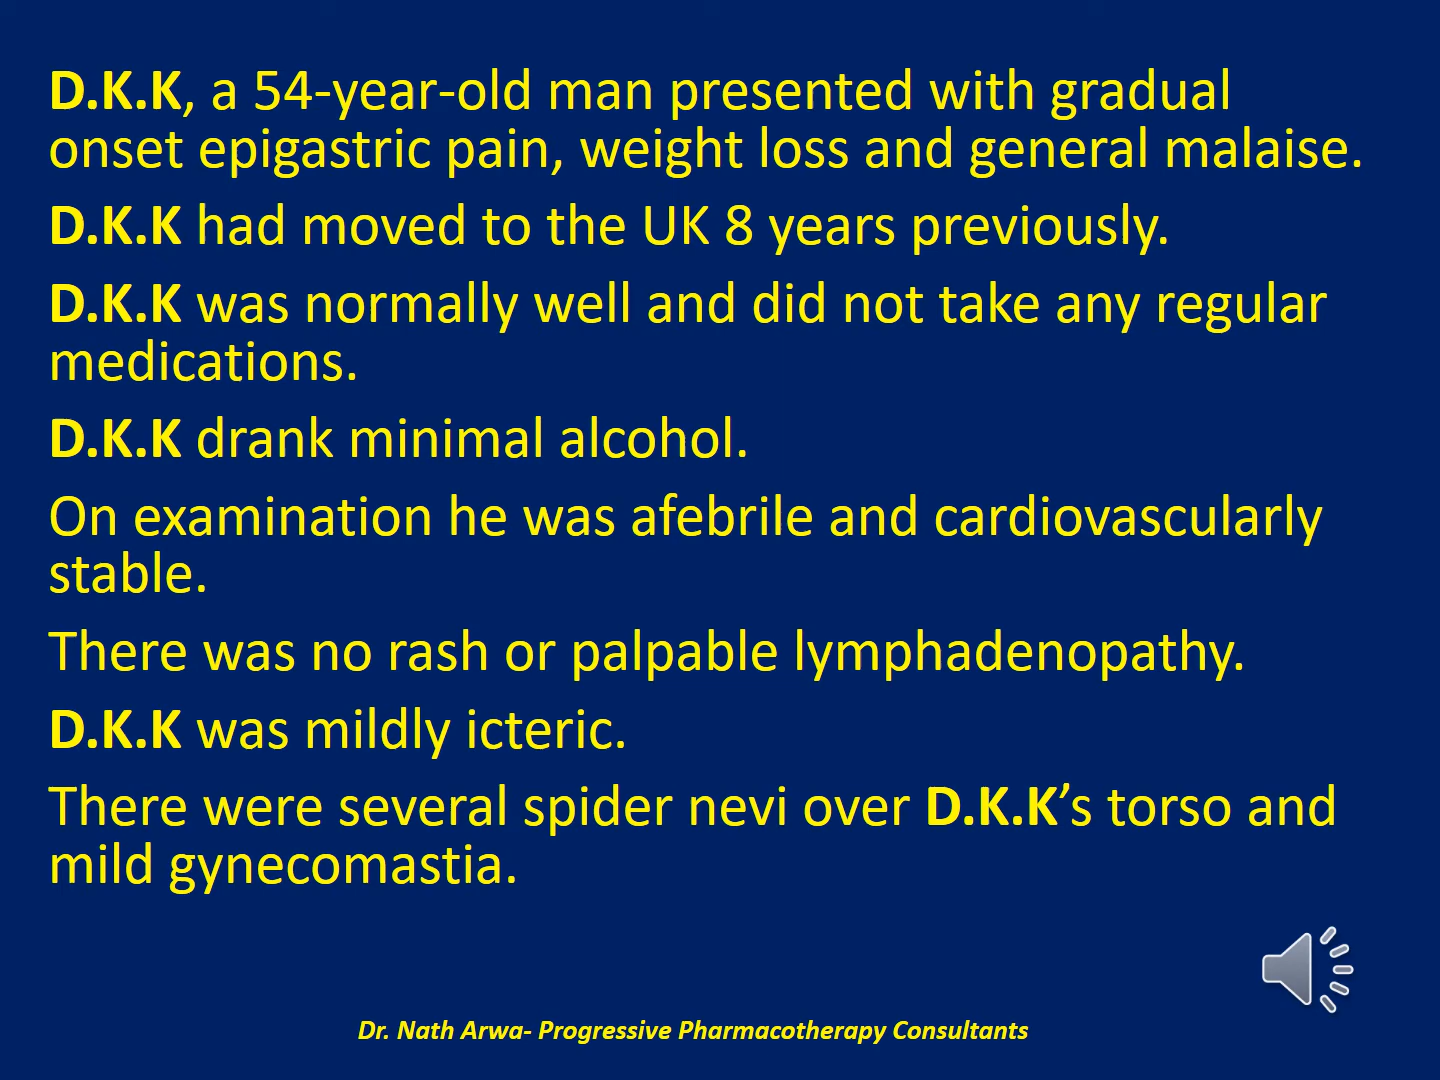 D.K.K, a 54-year-old man presented with gradual
onset epigastric pain, weight loss and general malaise.
D.K.K had moved to the UK 8 years previously.
D.K.K was normally well and did not take any regular
medications.
D.K.K drank minimal alcohol.
On examination he was afebrile and cardiovascularly
stable.
There was no rash or palpable lymphadenopathy.
D.K.K was mildly icteric.
There were several spider nevi over D.K.K’s torso and
mild gynecomastia.
Dr. Nath Arwa- Progressive Pharmacotherapy Consultants